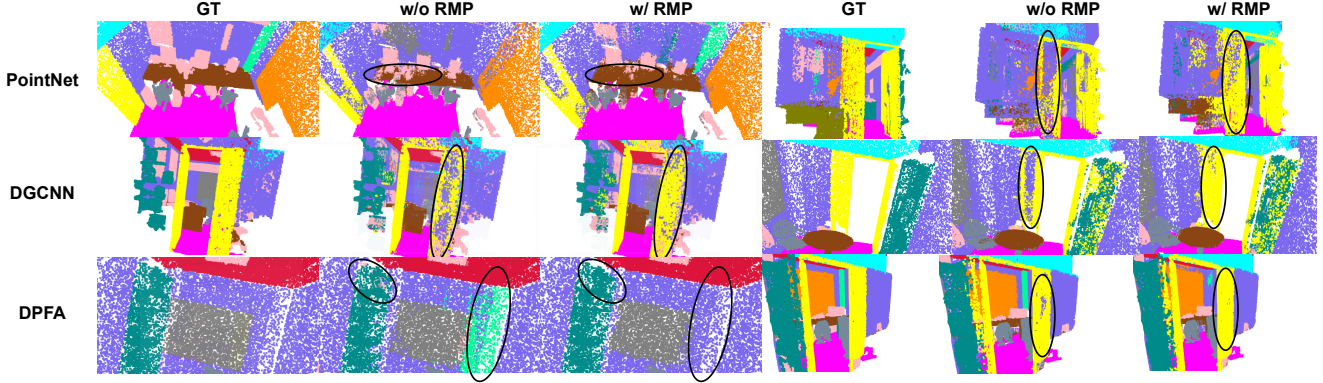 GT w/o RMP w/ RMP GT w/o RMP w/ RMP
PointNet
DGCNN
DPFA